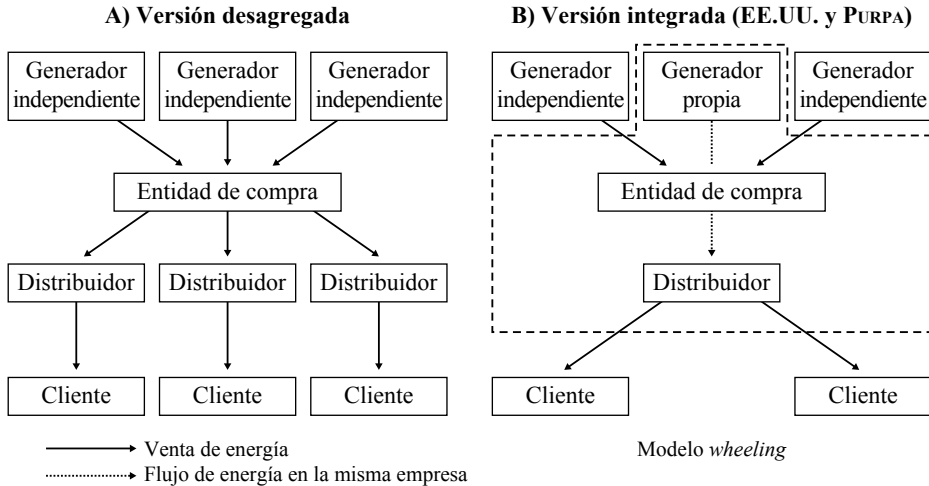 A) Versión desagregada
B) Versión integrada (EE.UU. y PURPA)
Generador
independiente
Generador
independiente
Generador
independiente
Generador
independiente
Generador
propia
Generador
independiente
Entidad de compra
Entidad de compra
Distribuidor
Distribuidor
Distribuidor
Distribuidor
Cliente
Cliente
Cliente
Cliente
Cliente
Venta de energía
Flujo de energía en la misma empresa
Modelo wheeling